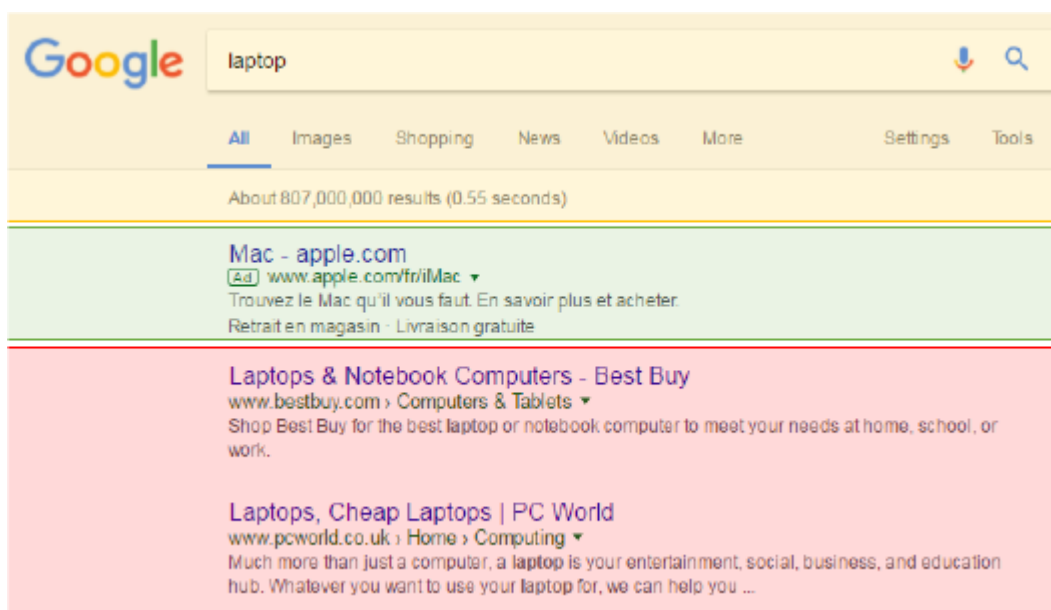 Google
laptop
All Images Shopping News Videos More Settings Tools
About 807,000,000 results (0.55 seconds)
Mac - apple.com
Ad www.apple.com/fr/iMac
Trouvez le Mac qu'il vous faut. En savoir plus et acheter.
Retrait en magasin · Livraison gratuite
Laptops & Notebook Computers - Best Buy
www.bestbuy.com › Computers & Tablets
Shop Best Buy for the best laptop or notebook computer to meet your needs at home, school, or
work.
Laptops, Cheap Laptops | PC World
www.pcworld.co.uk › Home › Computing
Much more than just a computer, a laptop is your entertainment, social, business, and education
hub. Whatever you want to use your laptop for, we can help you ...